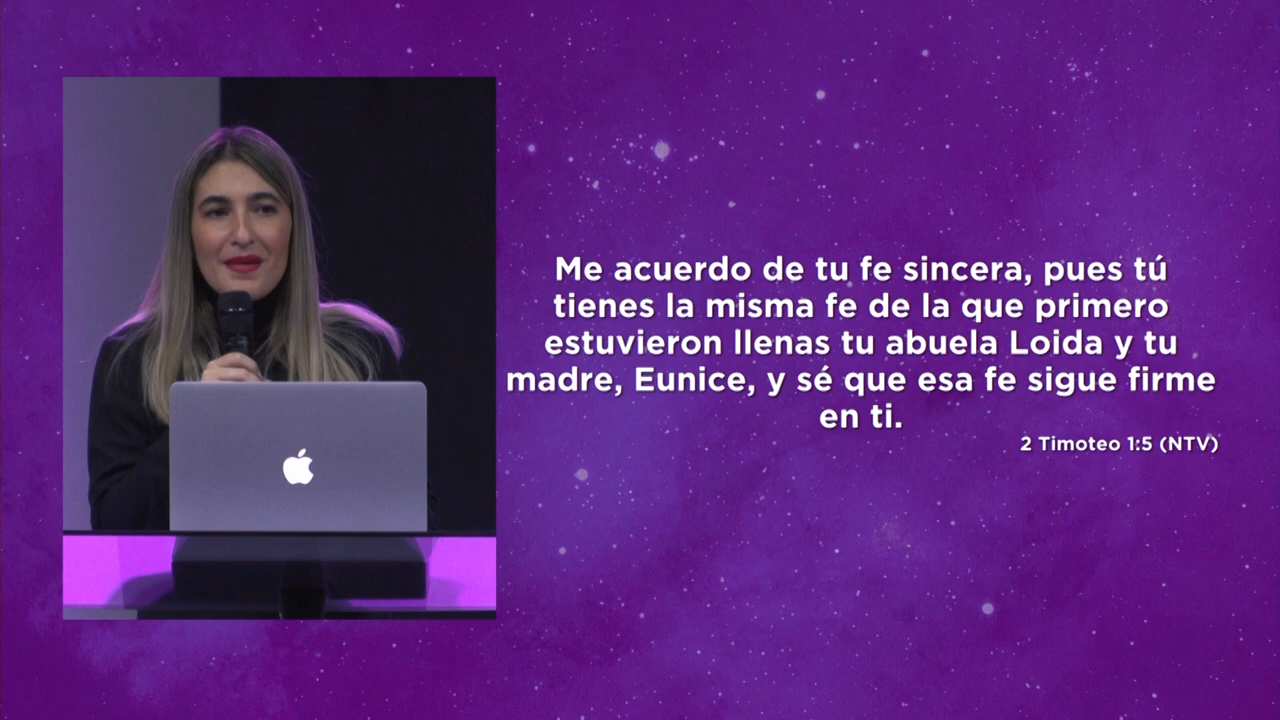 Me acuerdo de tu fe sincera, pues tú
tienes la misma fe de la que primero
estuvieron llenas tu abuela Loida y tu
madre, Eunice, y sé que esa fe sigue firme
en ti.
2 Timoteo 1:5 (NTV)